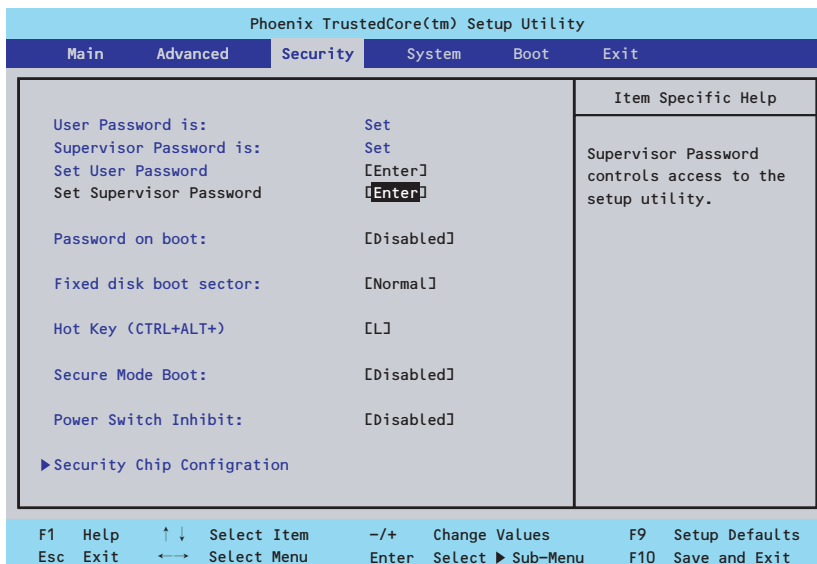 Phoenix TrustedCore(tm) Setup Utility
Main Advanced Security System Boot Exit
Item Specific Help
User Password is: Set
Supervisor Password is: Set
Set User Password [Enter]
Set Supervisor Password [Enter]
Password on boot: [Disabled]
Fixed disk boot sector: [Normal]
Hot Key (CTRL+ALT+) [L]
Secure Mode Boot: [Disabled]
Power Switch Inhibit: [Disabled]
▶Security Chip Configration
Supervisor Password
controls access to the
setup utility.
F1 Help ↑↓ Select Item -/+ Change Values F9 Setup Defaults
Esc Exit ←→ Select Menu Enter Select ▶ Sub-Menu F10 Save and Exit